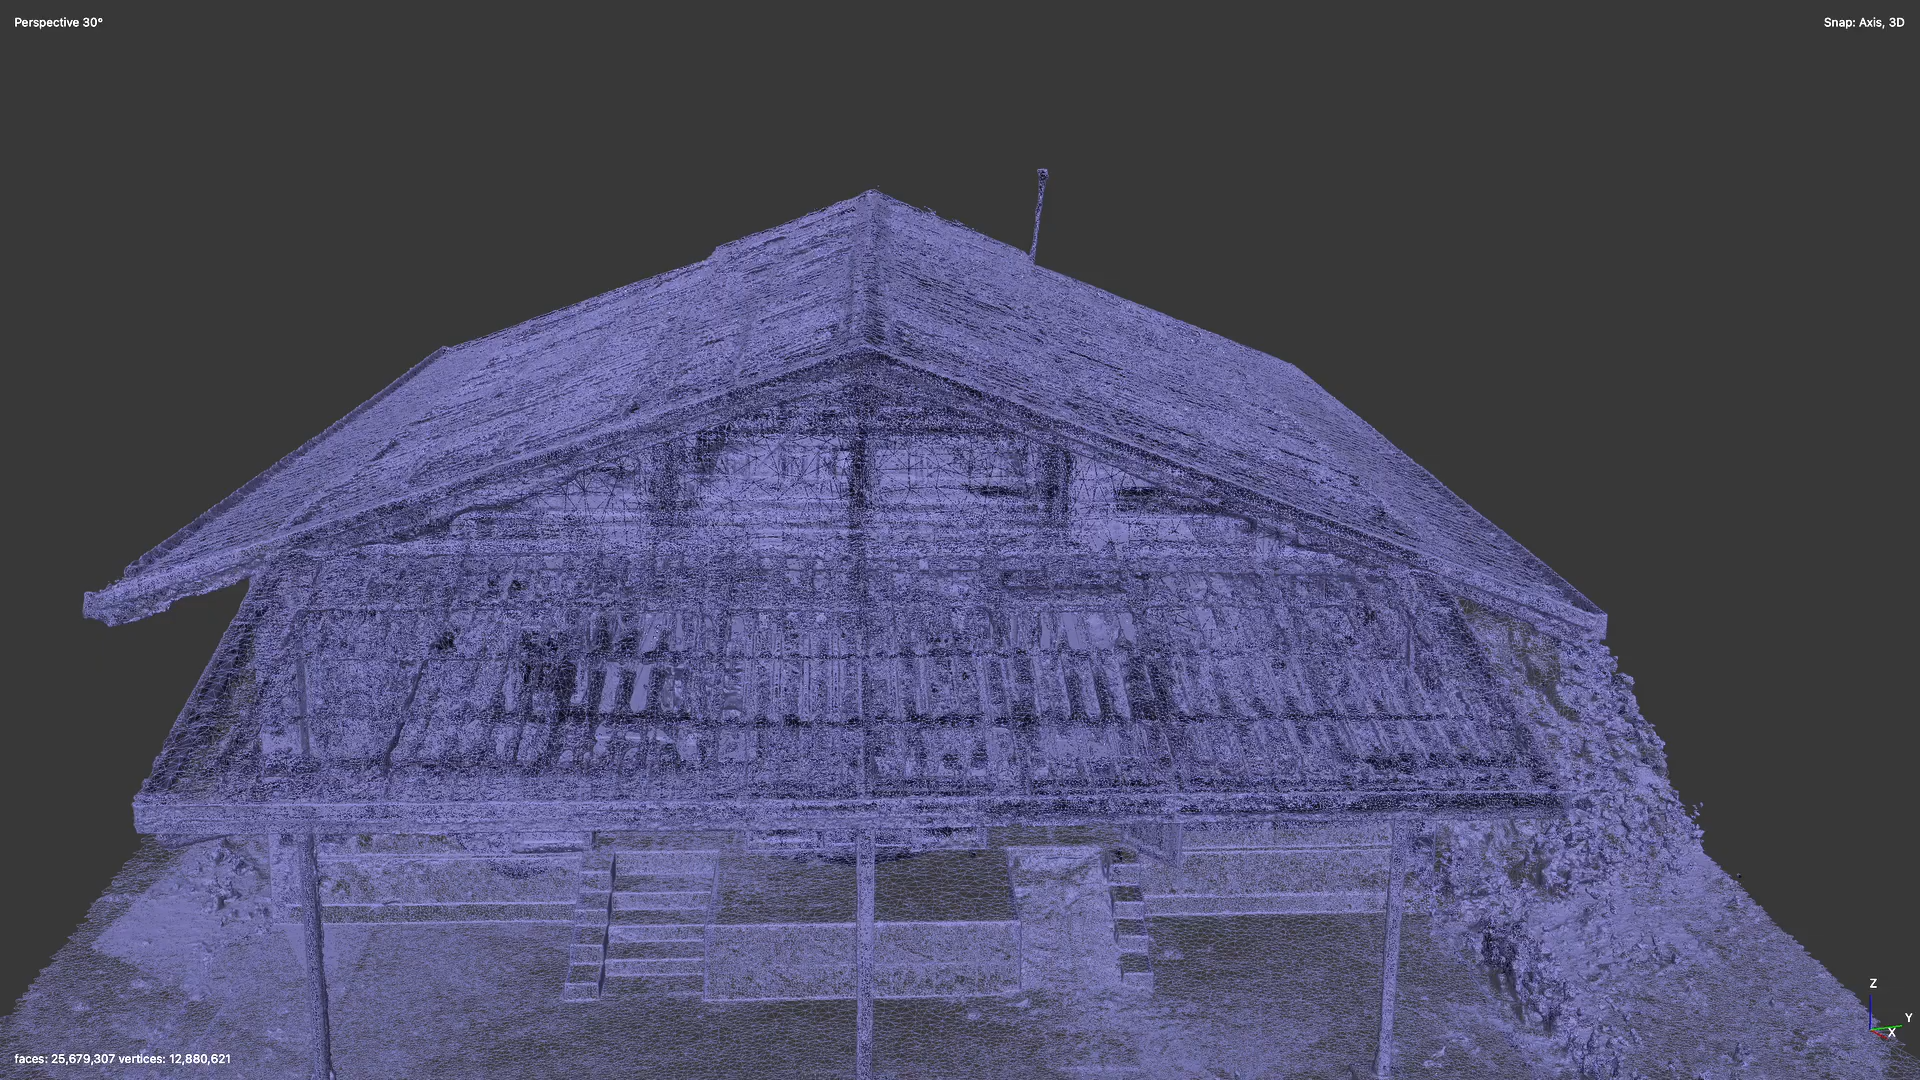 Perspective 30°
Snap: Axis, 3D
Z
Y
X
faces: 25,679,307 vertices: 12,880,621